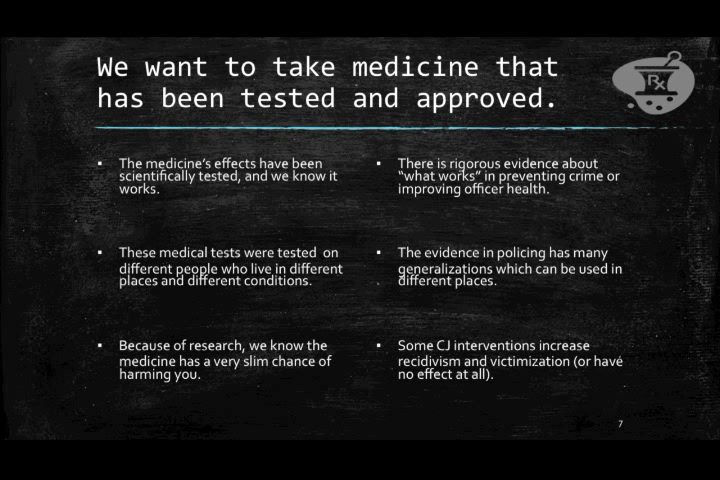 We want to take medicine that
has been tested and approved.
Rx
▪ The medicine's effects have been
scientifically tested, and we know it
works.
▪ These medical tests were tested on
different people who live in different
places and different conditions.
▪ Because of research, we know the
medicine has a very slim chance of
harming you.
▪ There is rigorous evidence about
"what works" in preventing crime or
improving officer health.
▪ The evidence in policing has many
generalizations which can be used in
different places.
▪ Some CJ interventions increase
recidivism and victimization (or have
no effect at all).
7